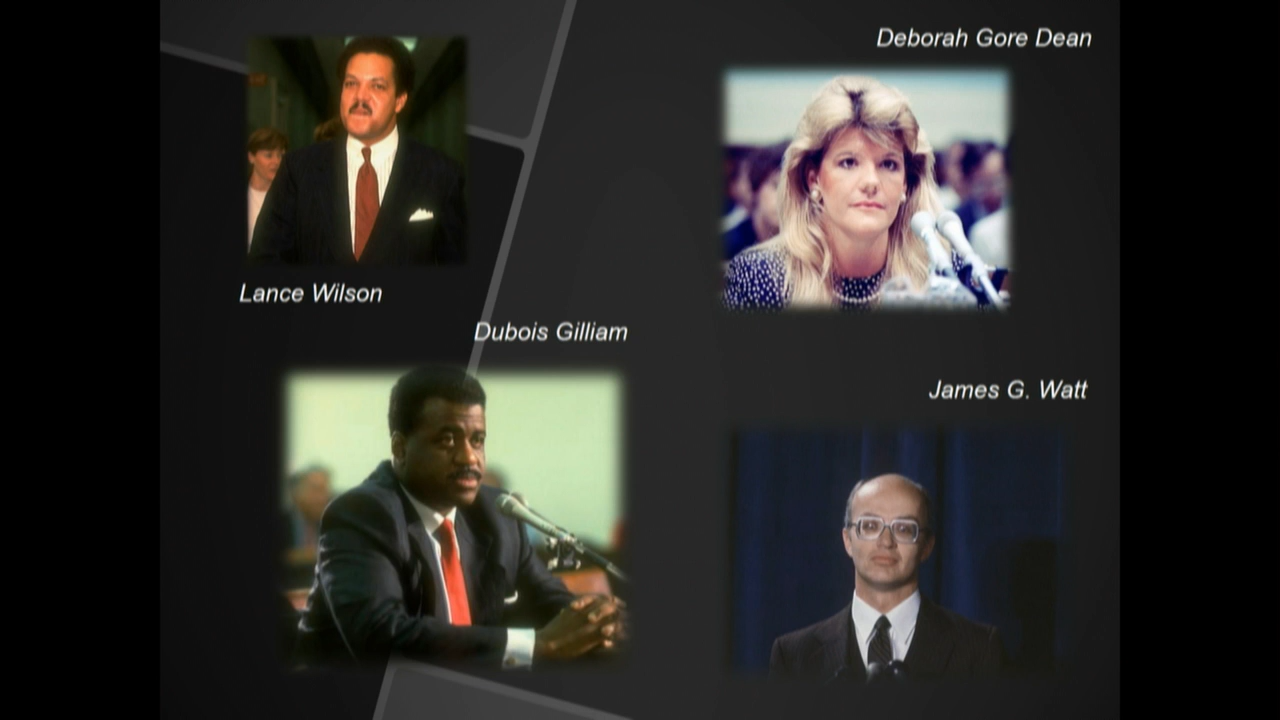 Deborah Gore Dean
Lance Wilson
Dubois Gilliam
James G. Watt